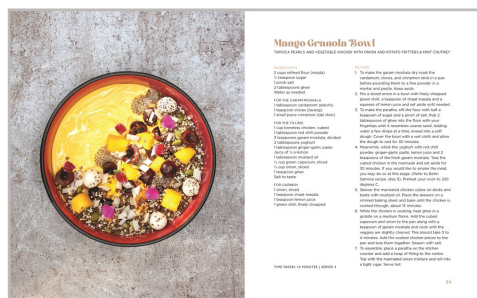 Mango Granola Bowl
TAPIOCA PEARLS AND VEGETABLE KHICHDI WITH ONION AND POTATO FRITTERS & MINT CHUTNEY
INGREDIENTS
2 cups refined flour (maida)
½ teaspoon sugar
1 pinch salt
2 tablespoons ghee
Water as needed
FOR THE GARAM MASALA
2 tablespoons cardamom (elaichi)
1 teaspoon cloves (lavang)
1 small piece cinnamon (dal chini)
FOR THE FILLING
1 cup boneless chicken, cubed
1 tablespoon red chilli powder
3 teaspoons garam masala, divided
2 tablespoons yoghurt
1 tablespoon ginger-garlic paste
Juice of ½ a lemon
1 tablespoon mustard oil
½ cup green capsicum, sliced
½ cup onion, sliced
1 teaspoon ghee
Salt to taste
FOR GARNISH
1 onion, sliced
1 teaspoon chaat masala
1 teaspoon lemon juice
1 green chilli, finely chopped
TIME TAKEN: 10 MINUTES | SERVES 4
METHOD
1. To make the garam masala dry roast the
cardamom, cloves, and cinnamon stick in a pan
before pounding them to a fine powder in a
mortar and pestle. Keep aside.
2. Mix a sliced onion in a bowl with finely chopped
green chilli, a teaspoon of chaat masala and a
squeeze of lemon juice and set aside until needed.
3. To make the paratha, sift the flour with half a
teaspoon of sugar and a pinch of salt. Rub 2
tablespoons of ghee into the flour with your
fingertips until it resembles coarse sand. Adding
water a few drops at a time, knead into a soft
dough. Cover the bowl with a wet cloth and allow
the dough to rest for 30 minutes.
4. Meanwhile, whisk the yoghurt with red chilli
powder, ginger-garlic paste, lemon juice and 2
teaspoons of the fresh garam masala. Toss the
cubed chicken in the marinade and set aside for
20 minutes. If you would like to smoke the meat,
you may do so at this stage. (Refer to Bohri
Samosa recipe, step 3). Preheat your oven to 200
degrees C.
5. Skewer the marinated chicken cubes on sticks and
baste with mustard oil. Place the skewers on a
rimmed baking sheet and bake until the chicken is
cooked through; about 15 minutes.
6. While the chicken is cooking, heat ghee in a
griddle on a medium flame. Add the cubed
capsicum and onion to the pan along with a
teaspoon of garam masala and cook until the
veggies are slightly charred. This should take 3 to
4 minutes. Add the cooked chicken pieces to the
pan and toss them together. Season with salt.
7. To assemble, place a paratha on the kitchen
counter and add a heap of filling to the centre.
Top with the marinated onion mixture and roll into
a tight cigar. Serve hot.